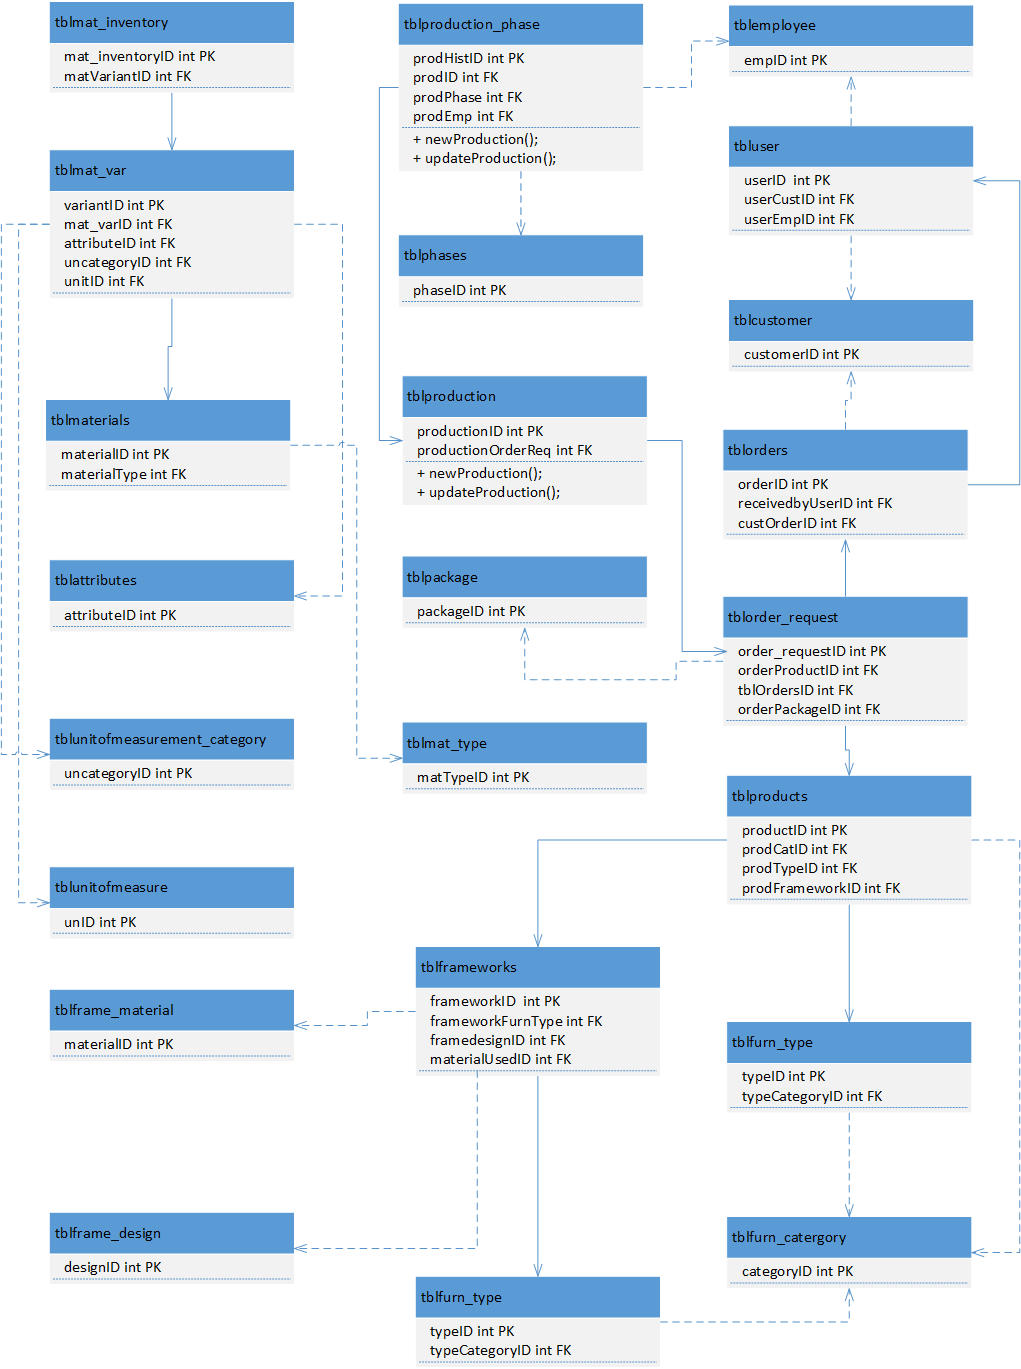 tblmat_inventory
mat_inventoryID int PK
matVariantID int FK
tblmat_var
variantID int PK
mat_varID int FK
attributeID int FK
uncategoryID int FK
unitID int FK
tblmaterials
materialID int PK
materialType int FK
tblattributes
attributeID int PK
tblunitofmeasurement_category
uncategoryID int PK
tblunitofmeasure
unID int PK
tblframe_material
materialID int PK
tblframe_design
designID int PK
tblproduction_phase
prodHistID int PK
prodID int FK
prodPhase int FK
prodEmp int FK
+ newProduction();
+ updateProduction();
tblphases
phaseID int PK
tblproduction
productionID int PK
productionOrderReq int FK
+ newProduction();
+ updateProduction();
tblpackage
packageID int PK
tblmat_type
matTypeID int PK
tblframeworks
frameworkID  int PK
frameworkFurnType int FK
framedesignID int FK
materialUsedID int FK
tblfurn_type
typeID int PK
typeCategoryID int FK
tblemployee
empID int PK
tbluser
userID  int PK
userCustID int FK
userEmpID int FK
tblcustomer
customerID int PK
tblorders
orderID int PK
receivedbyUserID int FK
custOrderID int FK
tblorder_request
order_requestID int PK
orderProductID int FK
tblOrdersID int FK
orderPackageID int FK
tblproducts
productID int PK
prodCatID int FK
prodTypeID int FK
prodFrameworkID int FK
tblfurn_type
typeID int PK
typeCategoryID int FK
tblfurn_catergory
categoryID int PK